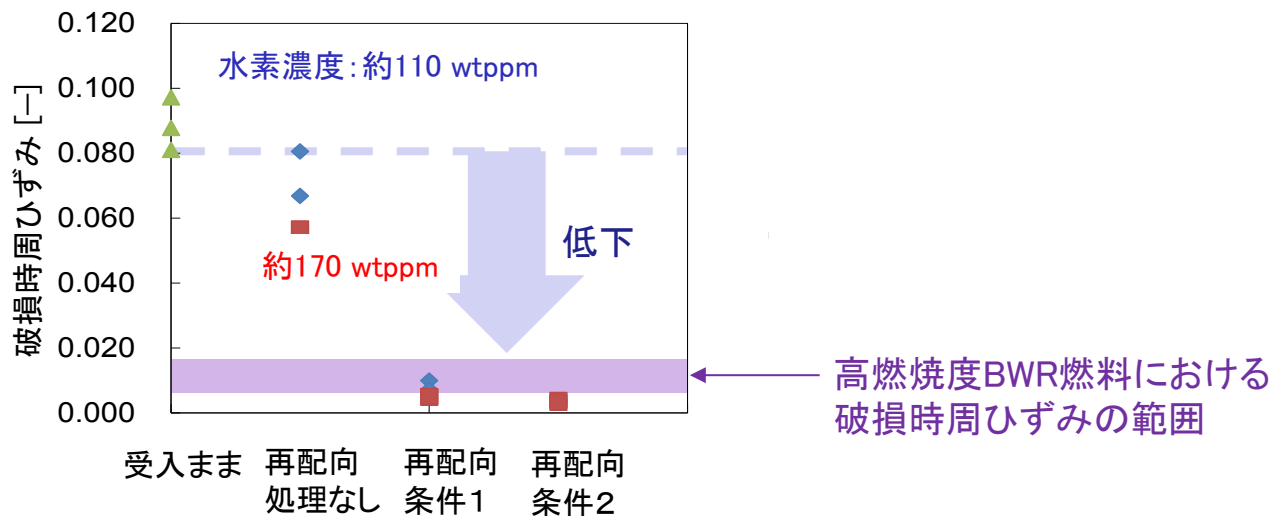 破損時周ひずみ [−]
0.120
0.100
0.080
0.060
0.040
0.020
0.000
水素濃度:約110 wtppm
約170 wtppm
低下
受入まま
再配向
処理なし
再配向
条件1
再配向
条件2
高燃焼度BWR燃料における
破損時周ひずみの範囲